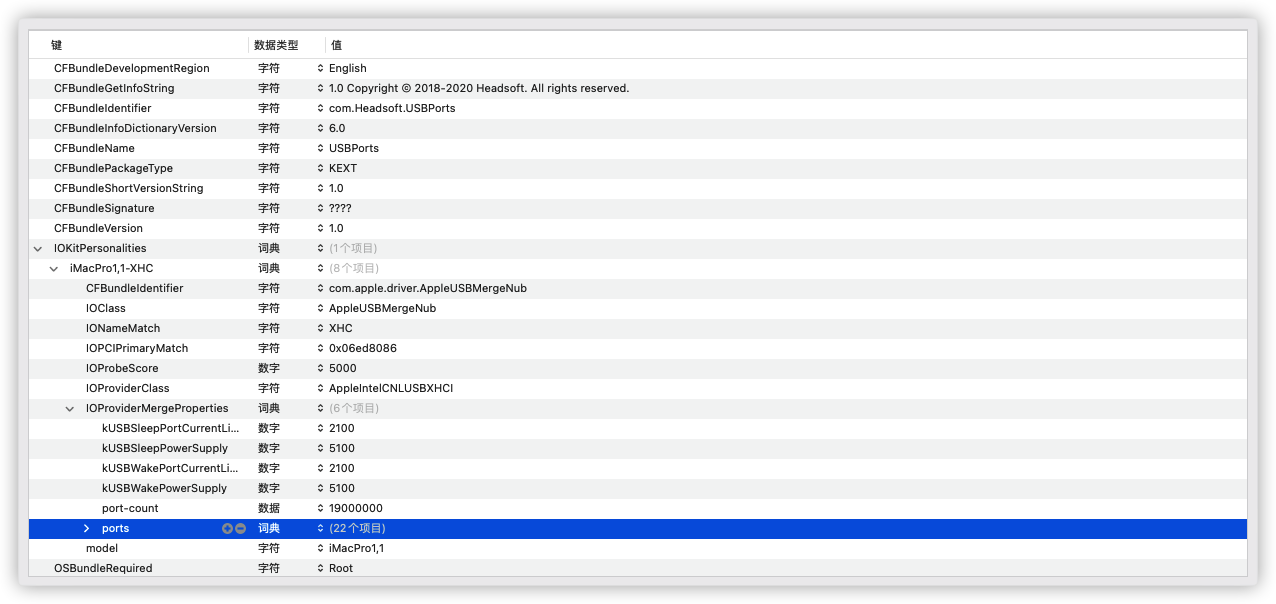 键 数据类型 值
CFBundleDevelopmentRegion 字符 English
CFBundleGetInfoString 字符 1.0 Copyright © 2018-2020 Headsoft. All rights reserved.
CFBundleIdentifier 字符 com.Headsoft.USBPorts
CFBundleInfoDictionaryVersion 字符 6.0
CFBundleName 字符 USBPorts
CFBundlePackageType 字符 KEXT
CFBundleShortVersionString 字符 1.0
CFBundleSignature 字符 ????
CFBundleVersion 字符 1.0
IOKitPersonalities 词典 (1个项目)
iMacPro1,1-XHC 词典 (8个项目)
CFBundleIdentifier 字符 com.apple.driver.AppleUSBMergeNub
IOClass 字符 AppleUSBMergeNub
IONameMatch 字符 XHC
IOPCIPrimaryMatch 字符 0x06ed8086
IOProbeScore 数字 5000
IOProviderClass 字符 AppleIntelCNLUSBXHCI
IOProviderMergeProperties 词典 (6个项目)
kUSBSleepPortCurrentLi... 数字 2100
kUSBSleepPowerSupply 数字 5100
kUSBWakePortCurrentLi... 数字 2100
kUSBWakePowerSupply 数字 5100
port-count 数据 19000000
ports 词典 (22个项目)
model 字符 iMacPro1,1
OSBundleRequired 字符 Root